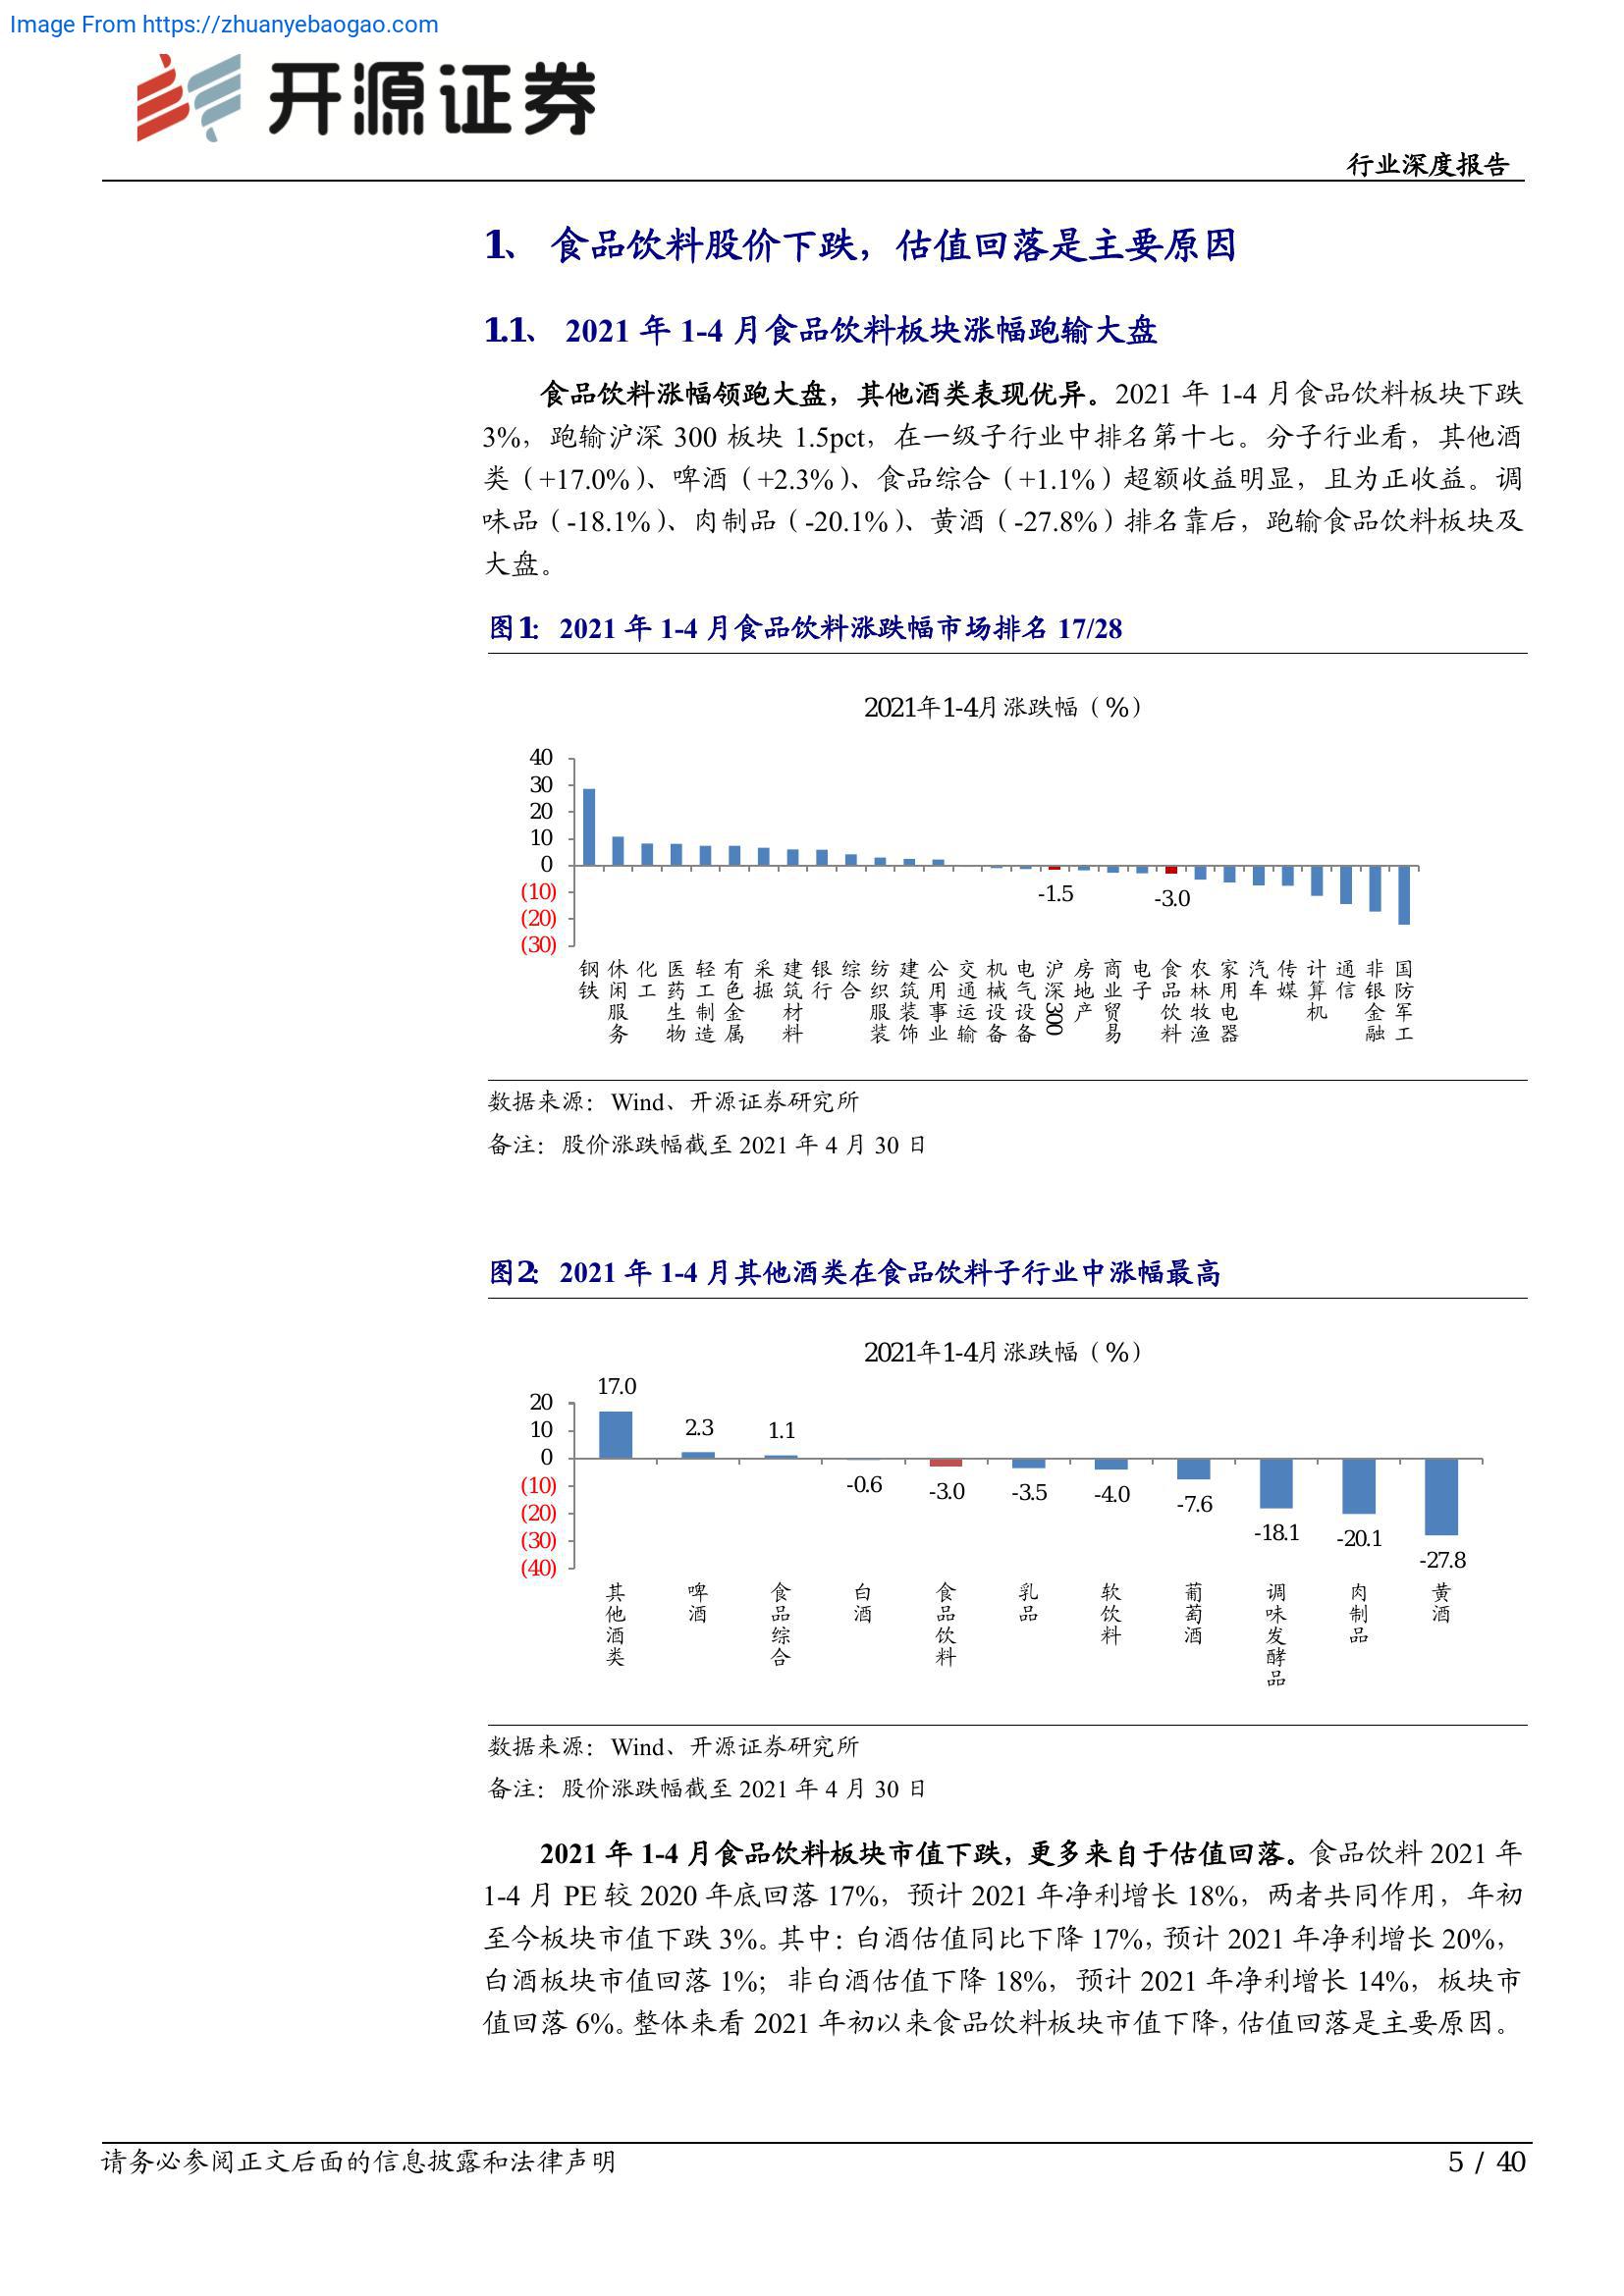 Image From https://zhuanyebaogao.com
开源证券
行业深度报告
1、 食品饮料股价下跌，估值回落是主要原因
1.1、 2021 年 1-4 月食品饮料板块涨幅跑输大盘
食品饮料涨幅领跑大盘，其他酒类表现优异。2021 年 1-4 月食品饮料板块下跌
3%，跑输沪深 300 板块 1.5pct，在一级子行业中排名第十七。分子行业看，其他酒
类（+17.0%）、啤酒（+2.3%）、食品综合（+1.1%）超额收益明显，且为正收益。调
味品（-18.1%）、肉制品（-20.1%）、黄酒（-27.8%）排名靠后，跑输食品饮料板块及
大盘。
图1： 2021 年 1-4 月食品饮料涨跌幅市场排名 17/28
2021年1-4月涨跌幅（%）
40
30
20
10
0
(10)
(20)
(30)
-1.5
-3.0
钢铁
休闲服务
化工
医药生物
轻工制造
有色金属
采掘
建筑材料
银行
综合
纺织服装
建筑装饰
公用事业
交通运输
机械设备
电气设备
沪深300
房地产
商业贸易
电子
食品饮料
农林牧渔
家用电器
汽车
传媒
计算机
通信
非银金融
国防军工
数据来源：Wind、开源证券研究所
备注：股价涨跌幅截至 2021 年 4 月 30 日
图2： 2021 年 1-4 月其他酒类在食品饮料子行业中涨幅最高
2021年1-4月涨跌幅（%）
20
10
0
(10)
(20)
(30)
(40)
17.0
2.3
1.1
-0.6
-3.0
-3.5
-4.0
-7.6
-18.1
-20.1
-27.8
其他酒类
啤酒
食品综合
白酒
食品饮料
乳品
软饮料
葡萄酒
调味发酵品
肉制品
黄酒
数据来源：Wind、开源证券研究所
备注：股价涨跌幅截至 2021 年 4 月 30 日
2021 年 1-4 月食品饮料板块市值下跌，更多来自于估值回落。食品饮料 2021 年
1-4 月 PE 较 2020 年底回落 17%，预计 2021 年净利增长 18%，两者共同作用，年初
至今板块市值下跌 3%。其中：白酒估值同比下降 17%，预计 2021 年净利增长 20%，
白酒板块市值回落 1%；非白酒估值下降 18%，预计 2021 年净利增长 14%，板块市
值回落 6%。整体来看 2021 年初以来食品饮料板块市值下降，估值回落是主要原因。
请务必参阅正文后面的信息披露和法律声明
5 / 40